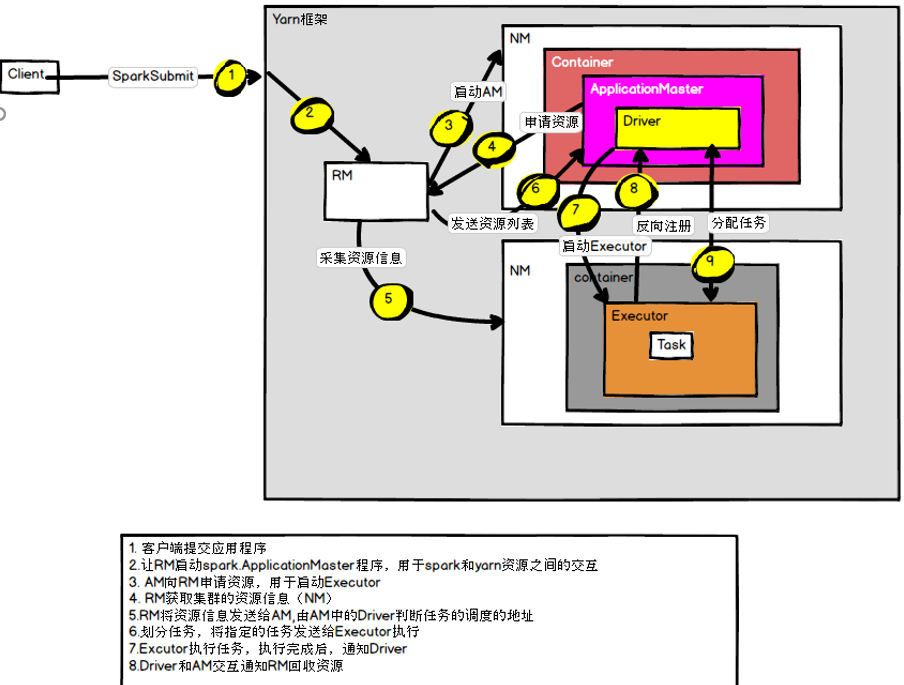 Yarn框架
NM
Container
Client
SparkSubmit
1
ApplicationMaster
启动AM
2
申请资源
Driver
3
4
RM
6
8
7
发送资源列表
反向注册
分配任务
启动Executor
采集资源信息
9
NM
container
5
Executor
Task
1. 客户端提交应用程序
2.让RM启动spark.ApplicationMaster程序，用于spark和yarn资源之间的交互
3. AM向RM申请资源，用于启动Executor
4. RM获取集群的资源信息（NM）
5.RM将资源信息发送给AM,由AM中的Driver判断任务的调度的地址
6.划分任务，将指定的任务发送给Executor执行
7.Excutor执行任务，执行完成后，通知Driver
8.Driver和AM交互通知RM回收资源